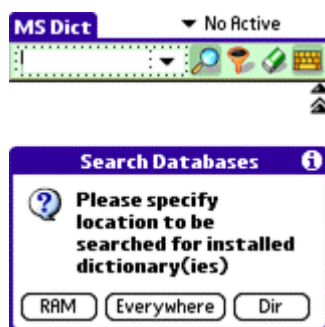 MS Dict No Active
Search Databases
Please specify
location to be
searched for installed
dictionary(ies)
RAM Everywhere Dir